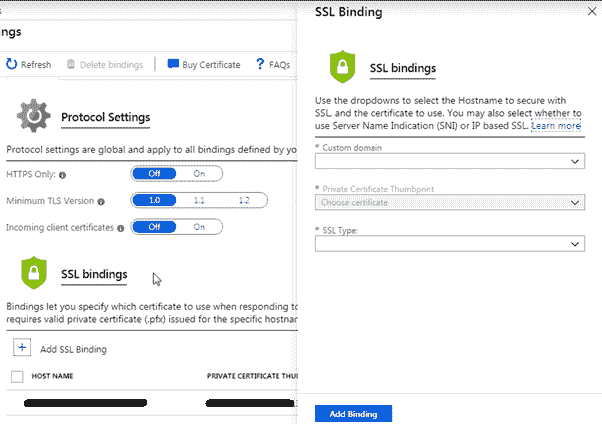 ngs
Refresh
Delete bindings
Buy Certificate
FAQs
Protocol Settings
Protocol settings are global and apply to all bindings defined by yo
HTTPS Only:
Off
On
Minimum TLS Version
1.0
1.1
1.2
Incoming client certificates
Off
On
SSL bindings
Bindings let you specify which certificate to use when responding to
requires valid private certificate (.pfx) issued for the specific hostnam
+ Add SSL Binding
HOST NAME
PRIVATE CERTIFICATE THU
SSL Binding
SSL bindings
Use the dropdowns to select the Hostname to secure with
SSL and the certificate to use. You may also select whether to
use Server Name Indication (SNI) or IP based SSL. Learn more
* Custom domain
* Private Certificate Thumbprint
Choose certificate
* SSL Type:
Add Binding